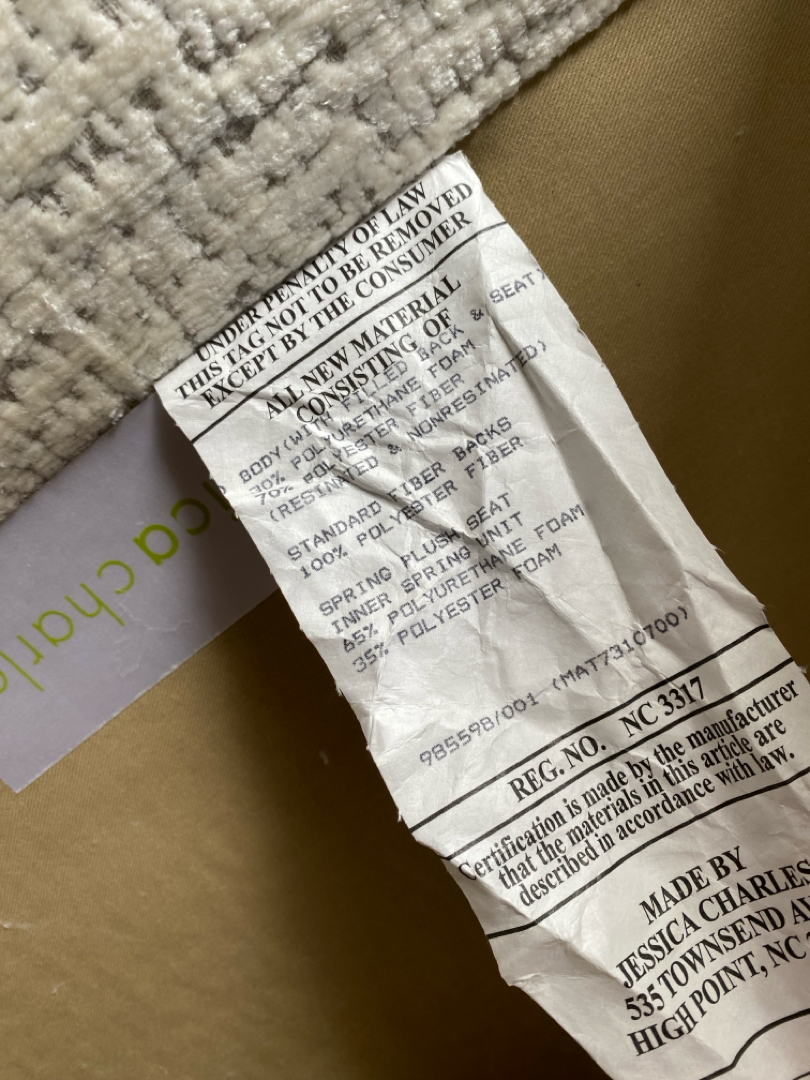 UNDER PENALTY OF LAW
THIS TAG NOT TO BE REMOVED
EXCEPT BY THE CONSUMER
ALL NEW MATERIAL
CONSISTING OF
BODY(WITH FILLED BACK & SEAT)
30% POLYURETHANE FOAM
70% POLYESTER FIBER
(RESINATED & NONRESINATED)
STANDARD FIBER BACKS
100% POLYESTER FIBER
SPRING PLUSH SEAT
INNER SPRING UNIT
65% POLYURETHANE FOAM
35% POLYESTER FOAM
985598/001 (MAT7310700)
REG. NO. NC 3317
Certification is made by the manufacturer
that the materials in this article are
described in accordance with law.
MADE BY
JESSICA CHARLES
535 TOWNSEND AV
HIGH POINT, NC
ica charle